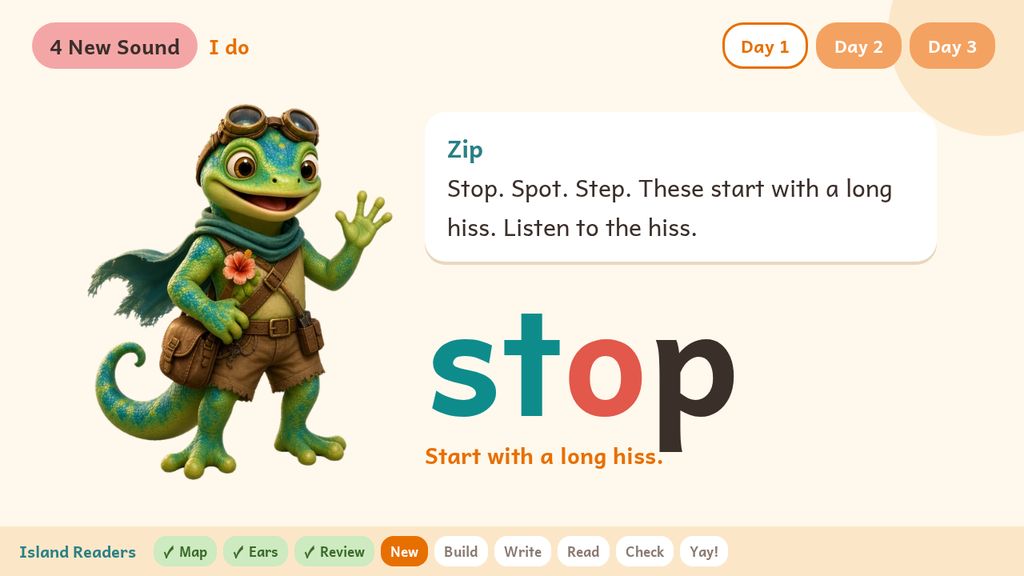 4 New Sound I do
Day 1 Day 2 Day 3
Zip
Stop. Spot. Step. These start with a long
hiss. Listen to the hiss.
stop
Start with a long hiss.
Island Readers ✓ Map ✓ Ears ✓ Review New Build Write Read Check Yay!